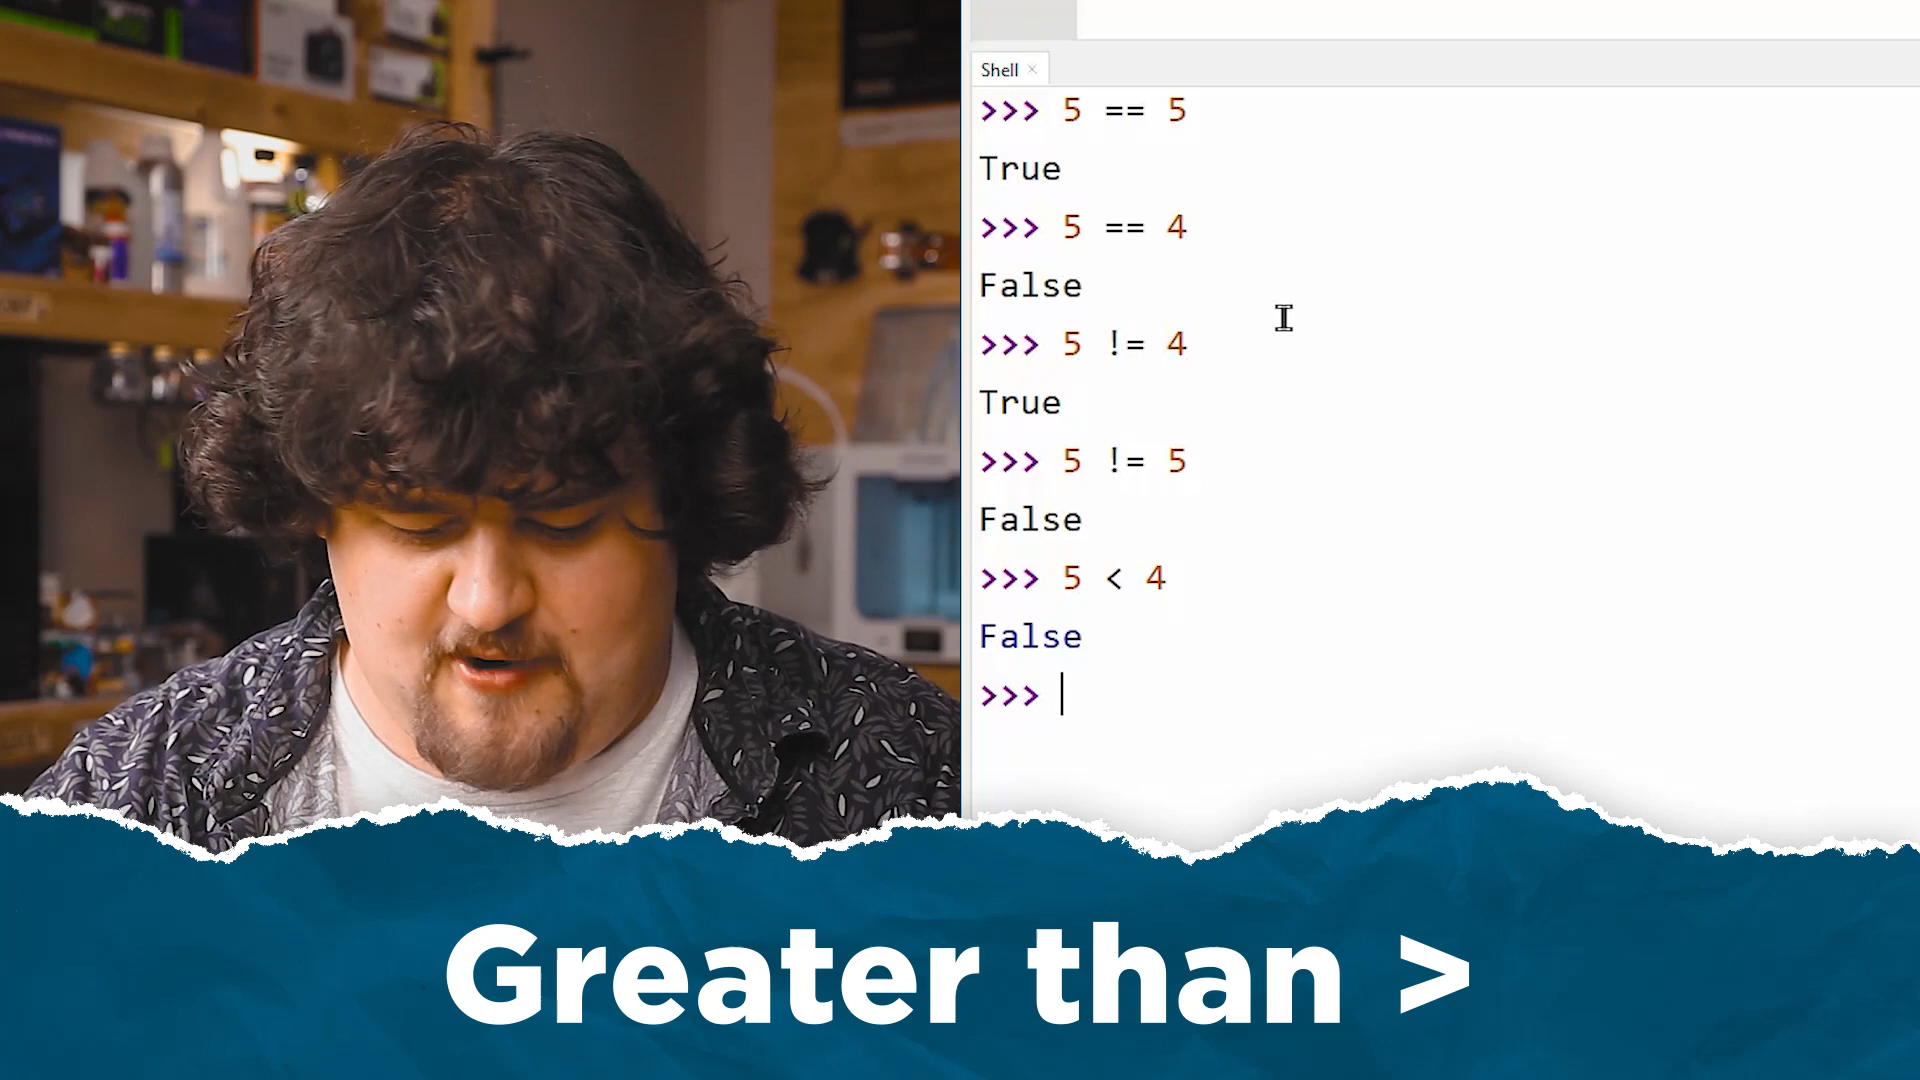 Shell ×
>>> 5 == 5
True
>>> 5 == 4
False
>>> 5 != 4
True
>>> 5 != 5
False
>>> 5 < 4
False
>>>
Greater than >